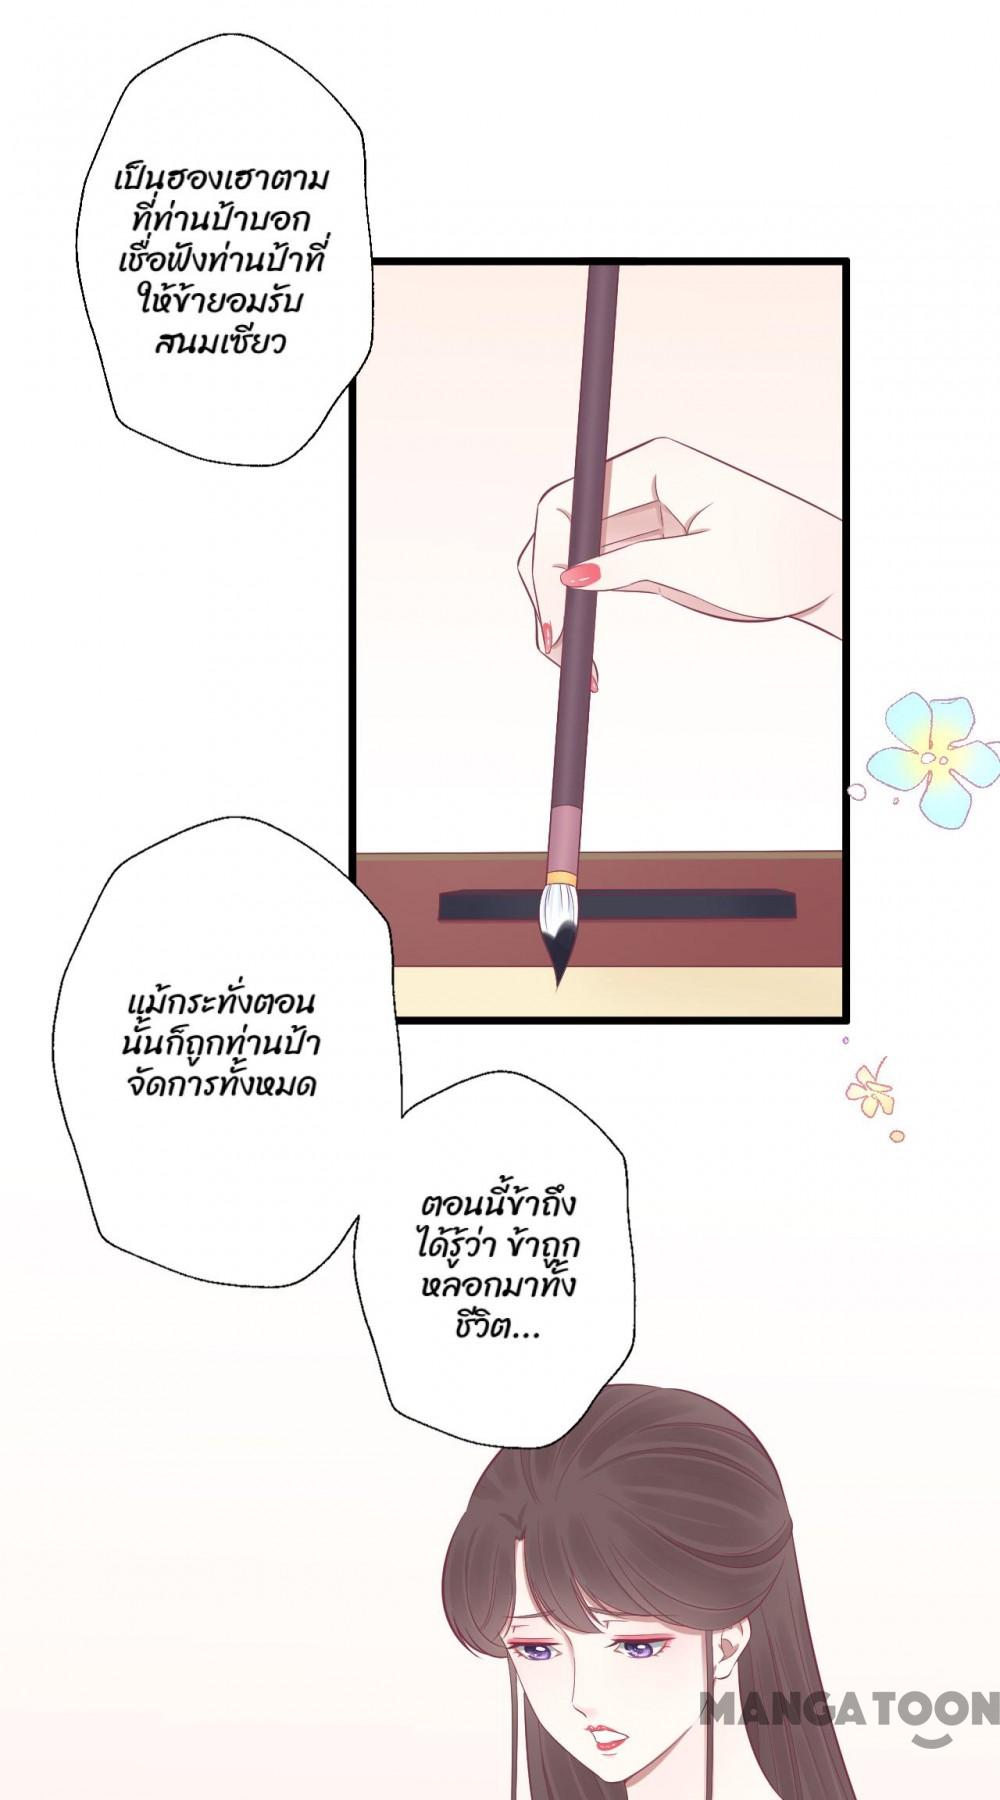 เป็นฮองเฮาตาม
ที่ท่านป้าบอก
เชื่อฟังท่านป้าที่
ให้ข้ายอมรับ
สนมเซียว
แม้กระทั่งตอน
นั้นก็ถูกท่านป้า
จัดการทั้งหมด
ตอนนี้ข้าถึง
ได้รู้ว่า ข้าถูก
หลอกมาทั้ง
ชีวิต...
MANGATOON